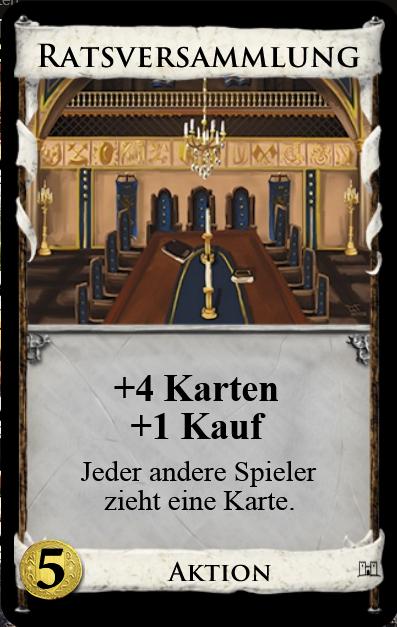 RATSVERSAMMLUNG
+4 Karten
+1 Kauf
Jeder andere Spieler
zieht eine Karte.
5
AKTION